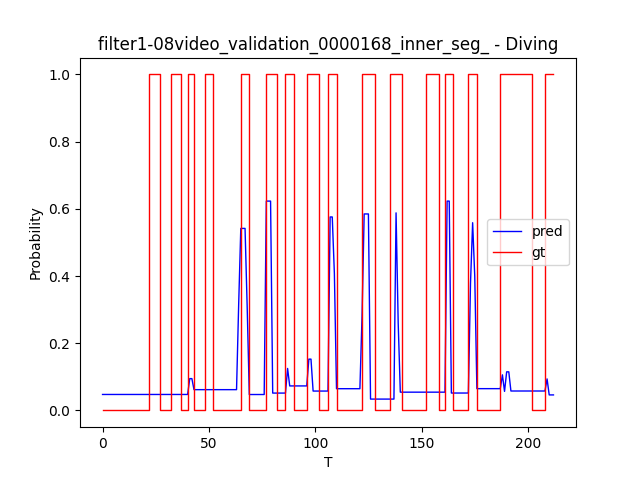 filter1-08video_validation_0000168_inner_seg_ - Diving
1.0
0.8
0.6
0.4
0.2
0.0
Probability
pred
gt
0
50
100
150
200
T